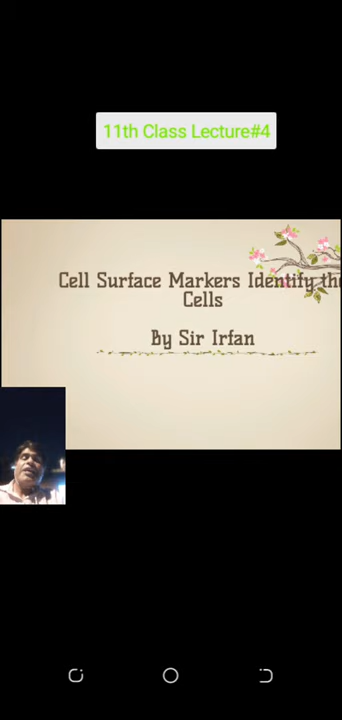 11th Class Lecture#4
Cell Surface Markers Identify the
Cells
By Sir Irfan